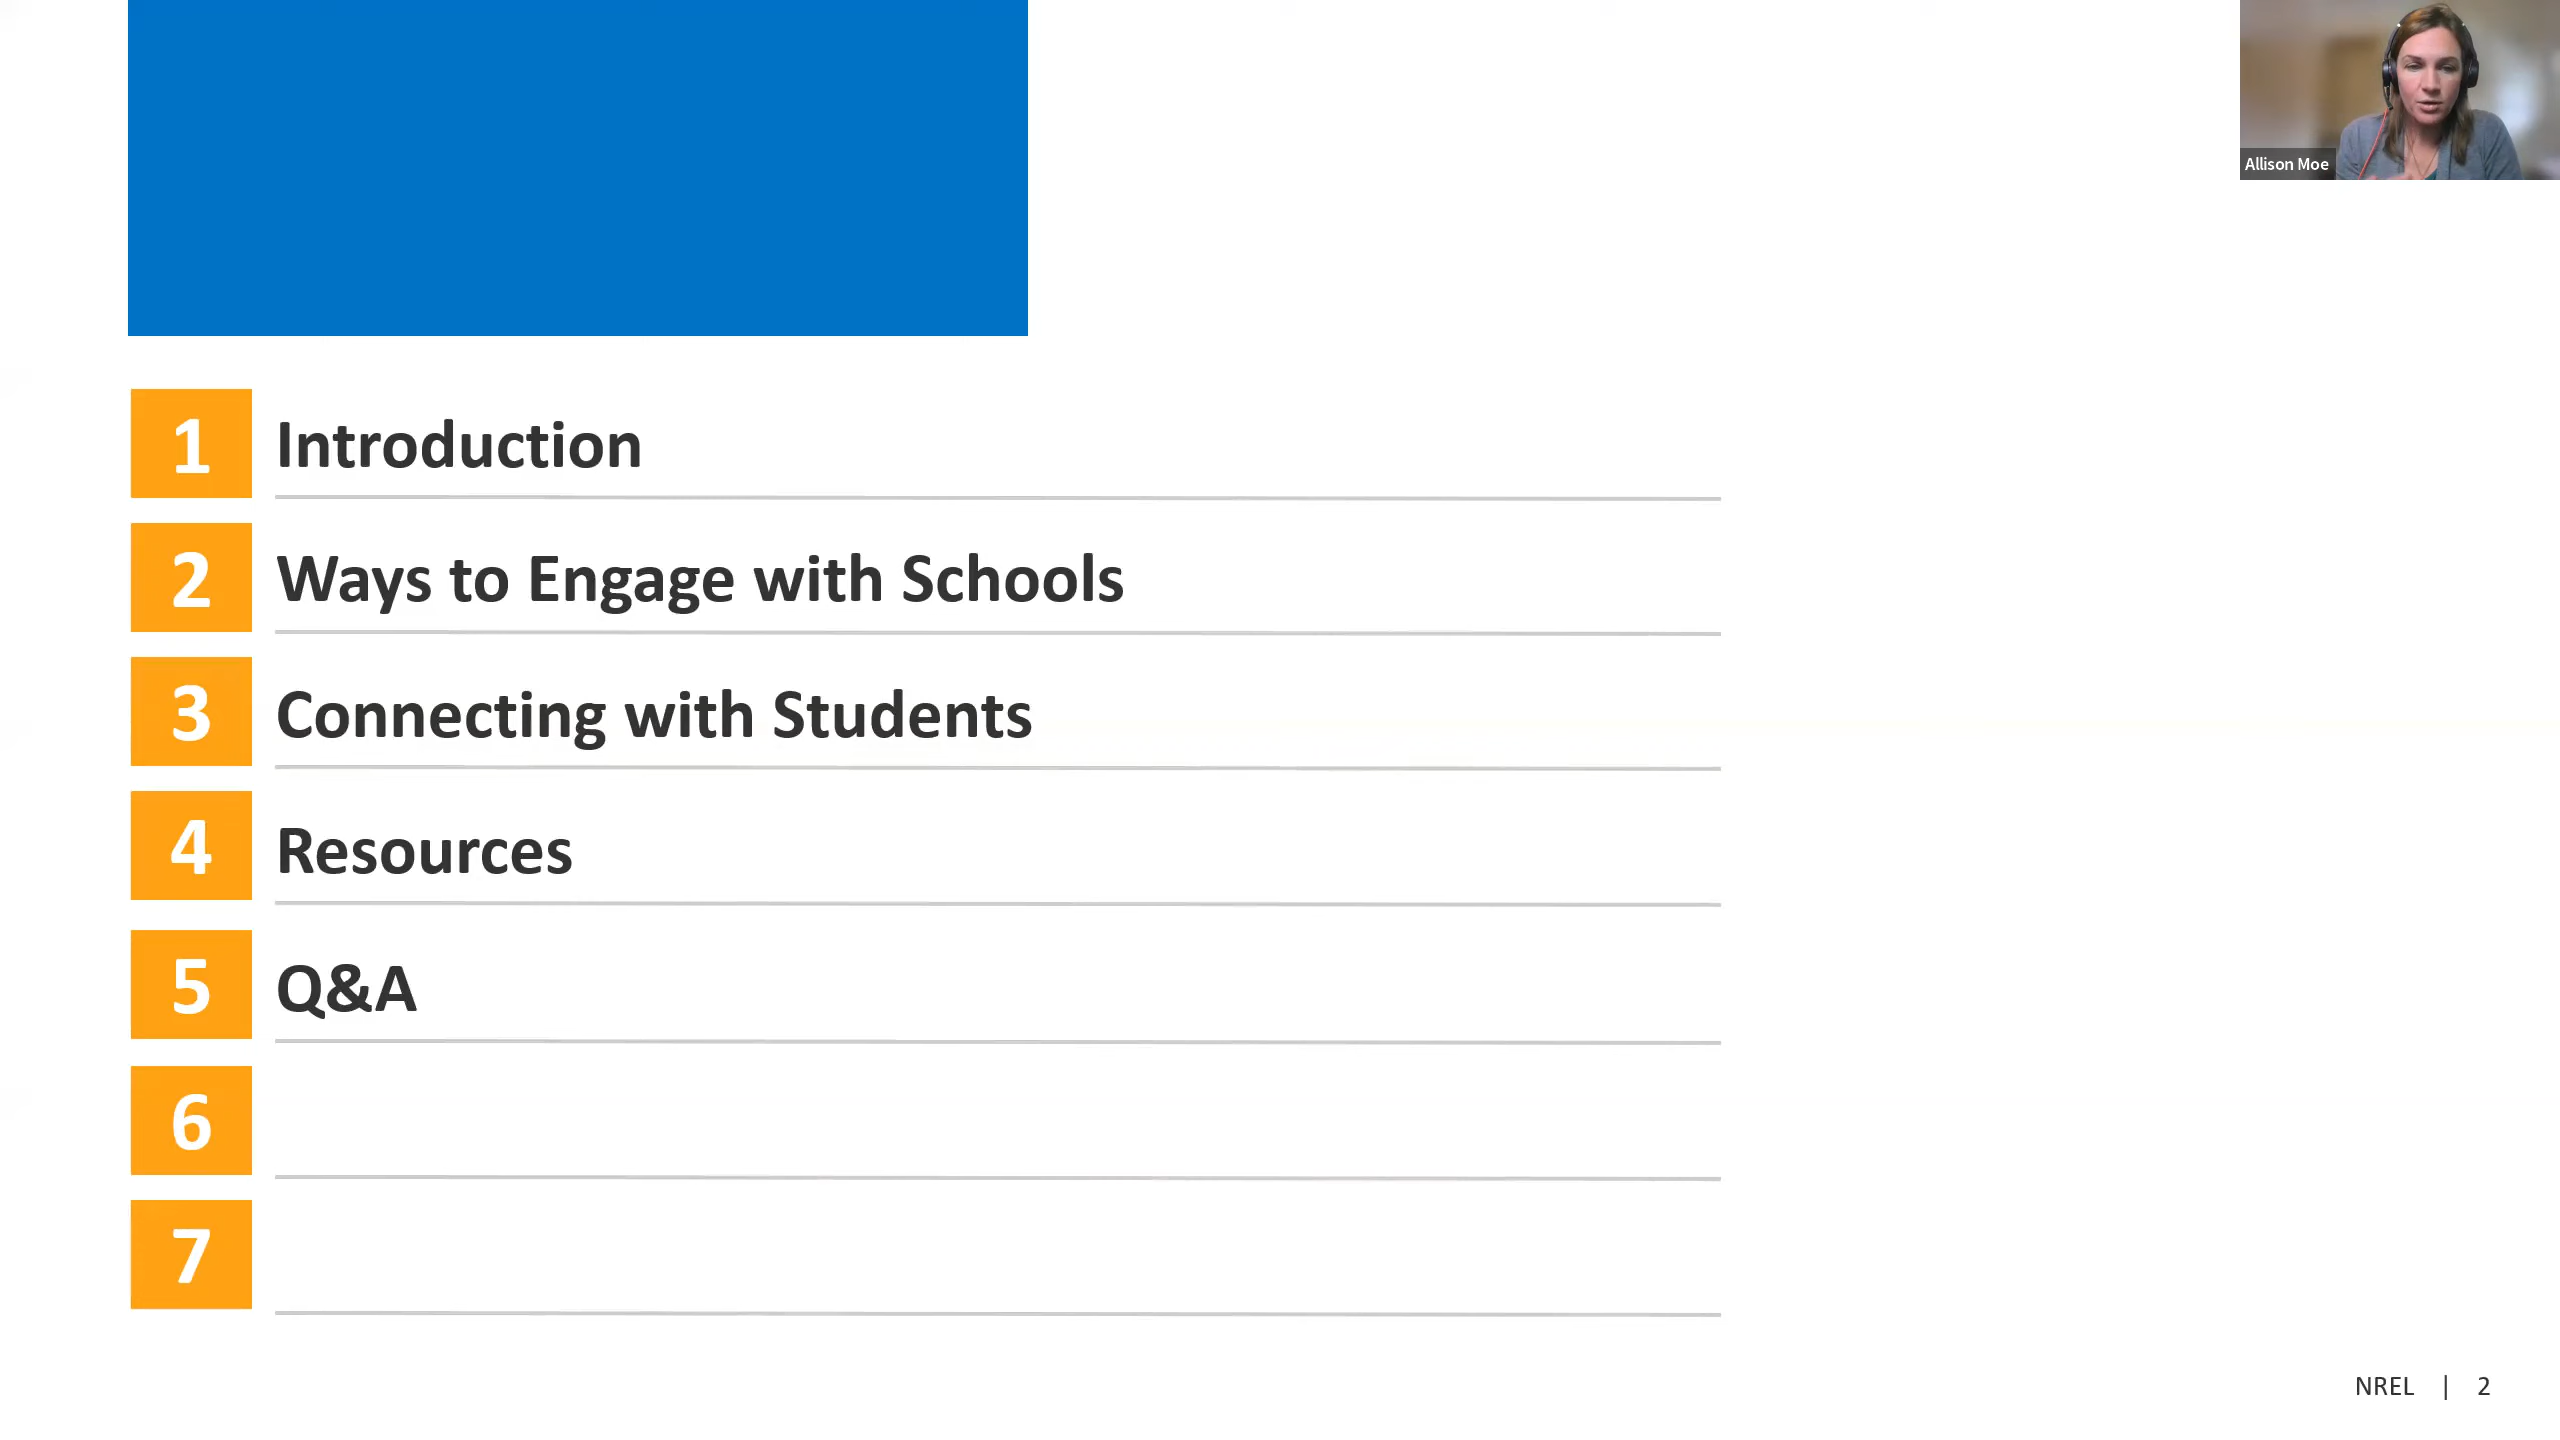 Allison Moe
1 Introduction
2 Ways to Engage with Schools
3 Connecting with Students
4 Resources
5 Q&A
6
7
NREL | 2